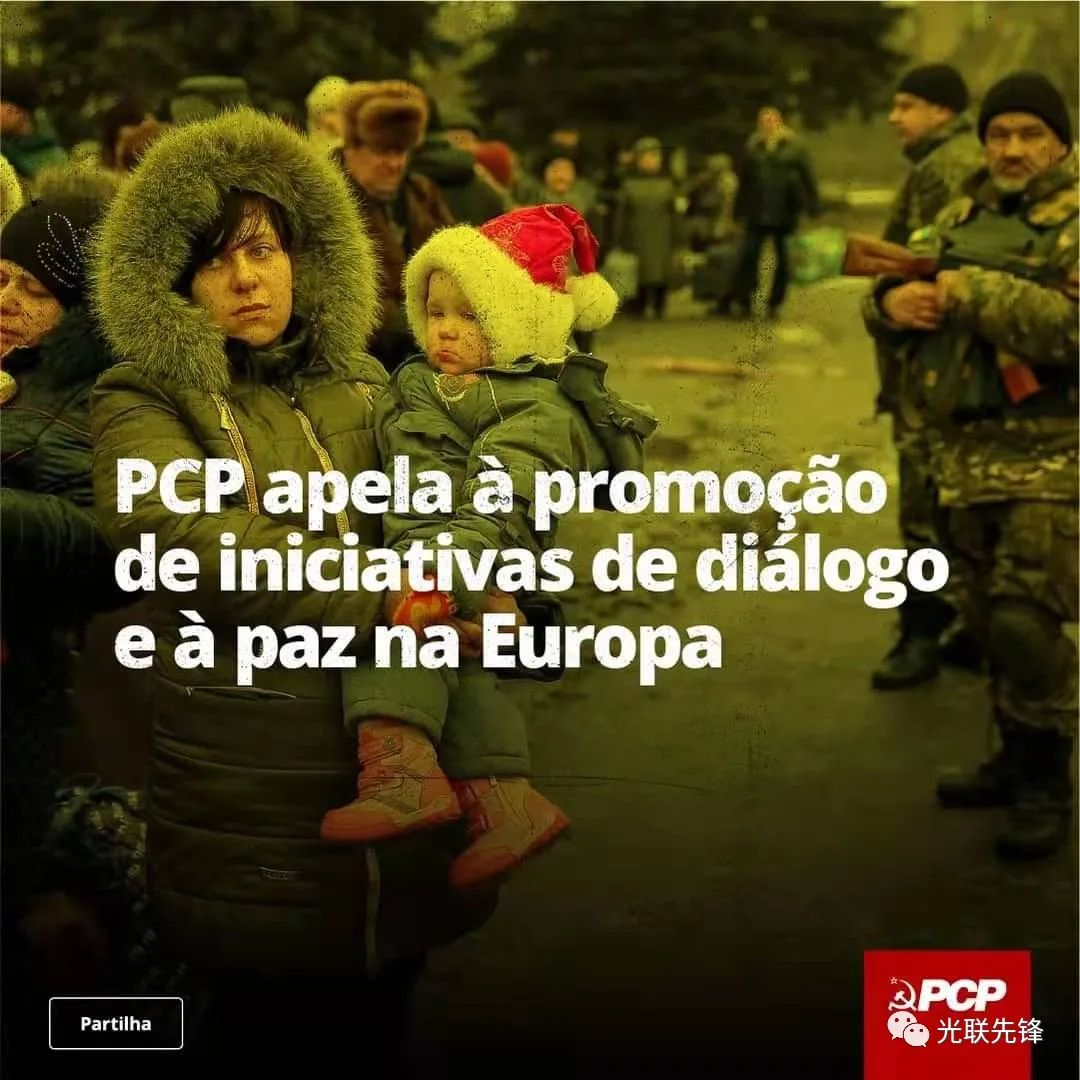 PCP apela à promoção
de iniciativas de diálogo
e à paz na Europa
Partilha
PCP
光联先锋